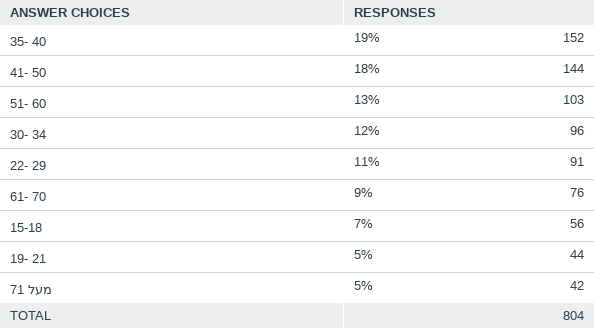 ANSWER CHOICES RESPONSES
35- 40 19% 152
41- 50 18% 144
51- 60 13% 103
30- 34 12% 96
22- 29 11% 91
61- 70 9% 76
15-18 7% 56
19- 21 5% 44
מעל 71 5% 42
TOTAL 804